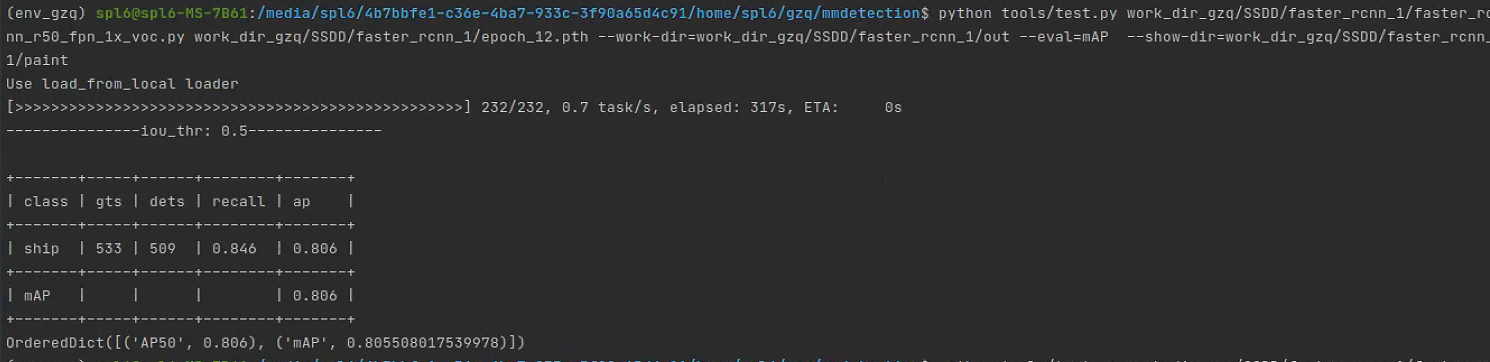 (env_gzq) spl6@spl6-MS-7B61:/media/spl6/4b7bbfe1-c36e-4ba7-933c-3f90a65d4c91/home/spl6/gzq/mmdetection$ python tools/test.py work_dir_gzq/SSDD/faster_rcnn_1/faster_rc
nn_r50_fpn_1x_voc.py work_dir_gzq/SSDD/faster_rcnn_1/epoch_12.pth --work-dir=work_dir_gzq/SSDD/faster_rcnn_1/out --eval=mAP  --show-dir=work_dir_gzq/SSDD/faster_rcnn_
1/paint
Use load_from_local loader
[>>>>>>>>>>>>>>>>>>>>>>>>>>>>>>>>>>>>>>>>>>>>>>>>>>] 232/232, 0.7 task/s, elapsed: 317s, ETA:     0s
---------------iou_thr: 0.5---------------
+-------+-----+------+--------+-------+
| class | gts | dets | recall | ap    |
+-------+-----+------+--------+-------+
| ship  | 533 | 509  | 0.846  | 0.806 |
+-------+-----+------+--------+-------+
| mAP   |     |      |        | 0.806 |
+-------+-----+------+--------+-------+
OrderedDict([('AP50', 0.806), ('mAP', 0.805508017539978)])